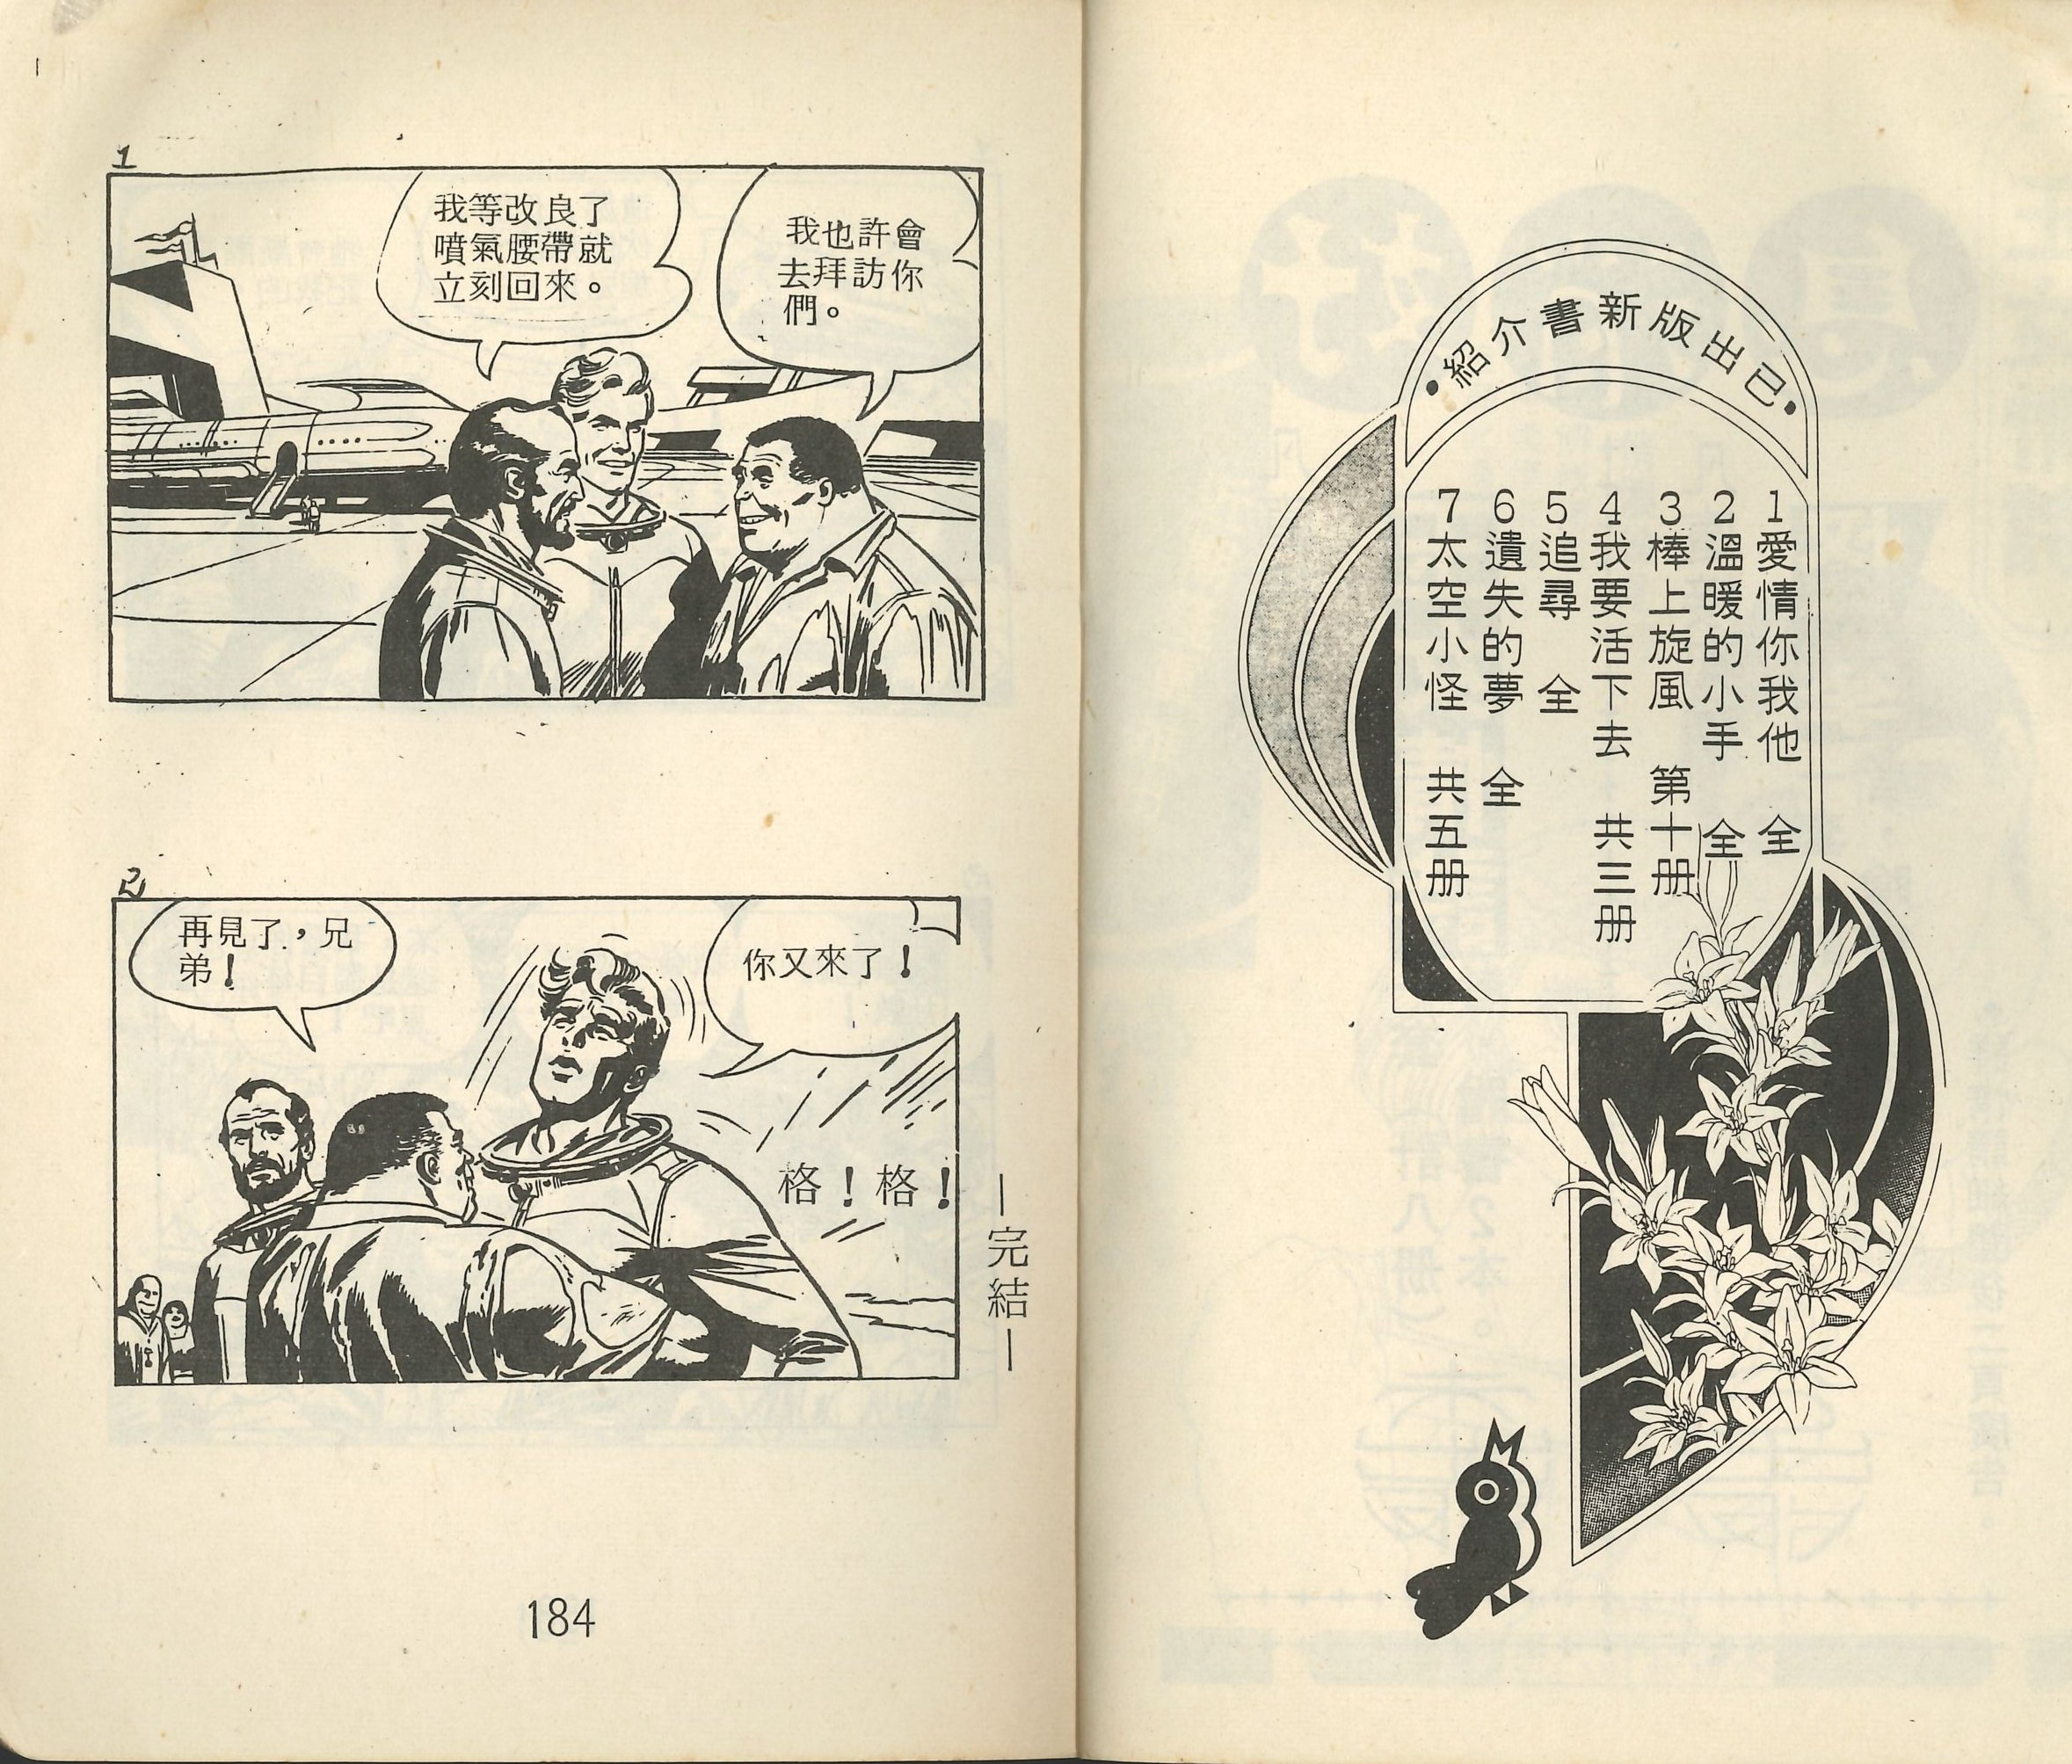 1
我等改良了
噴氣腰帶就
立刻回來。
我也許會
去拜訪你
們。
2
再見了，兄
弟！
你又來了！
格！格！
—完結—
184
•已出版新書介紹•
1愛情你我他　全
2溫暖的小手　全
3棒上旋風　第十册
4我要活下去　共三册
5追尋　全
6遺失的夢　全
7太空小怪　共五册